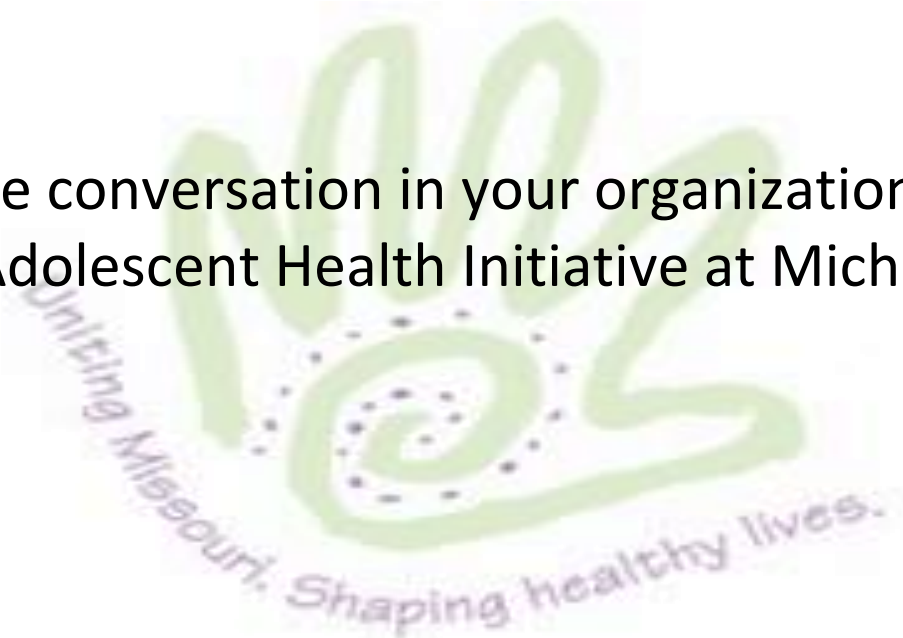 e conversation in your organization
Adolescent Health Initiative at Mich
Uniting Missouri. Shaping healthy lives.